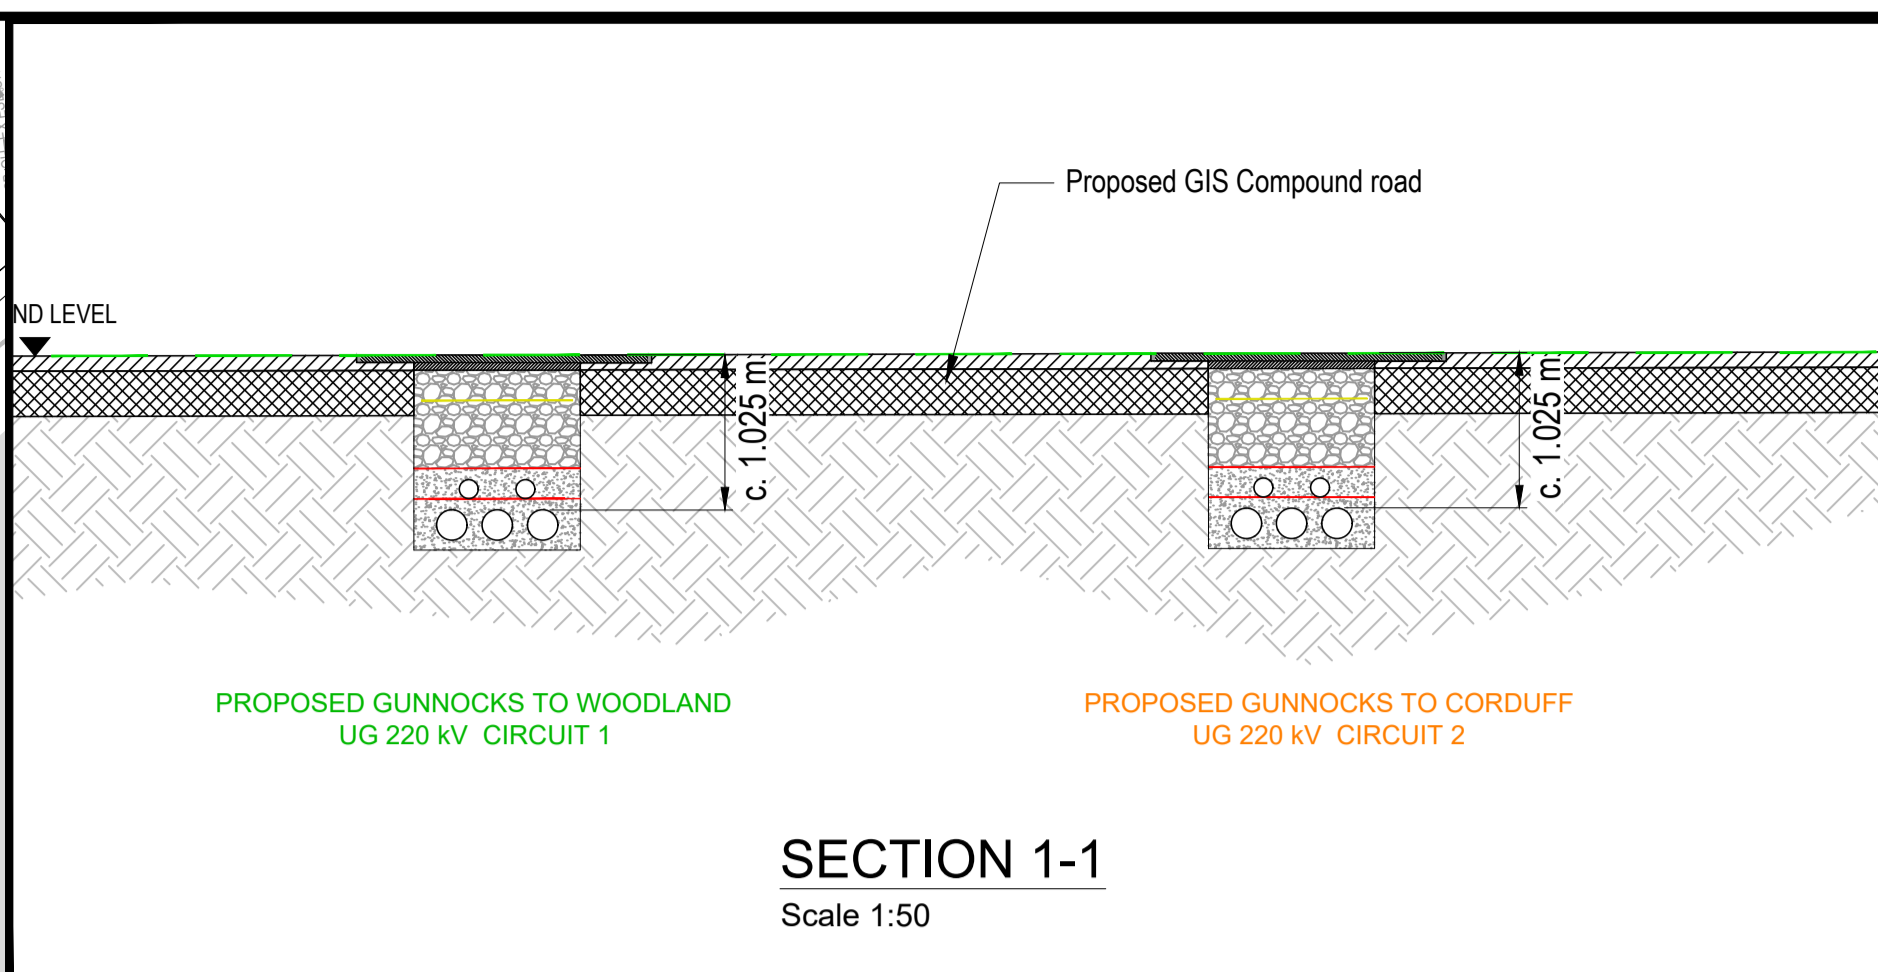 Proposed GIS Compound road
ND LEVEL
c. 1.025 m
c. 1.025 m
PROPOSED GUNNOCKS TO WOODLAND
UG 220 kV CIRCUIT 1
PROPOSED GUNNOCKS TO CORDUFF
UG 220 kV CIRCUIT 2
SECTION 1-1
Scale 1:50